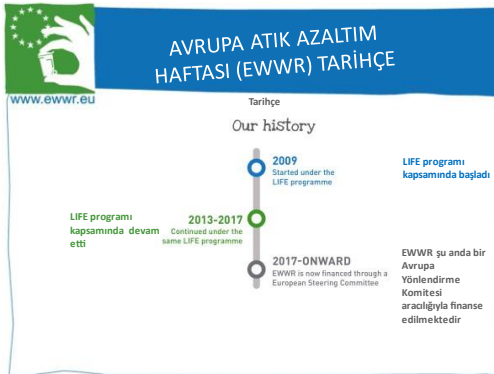 AVRUPA ATIK AZALTIM
HAFTASI (EWWR) TARİHÇE
www.ewwr.eu
Tarihçe
Our history
2009
Started under the
LIFE programme
LIFE programı
kapsamında başladı
LIFE programı
kapsamında devam
etti
2013-2017
Continued under the
same LIFE programme
2017-ONWARD
EWWR is now financed through a
European Steering Committee
EWWR şu anda bir
Avrupa
Yönlendirme
Komitesi
aracılığıyla finanse
edilmektedir